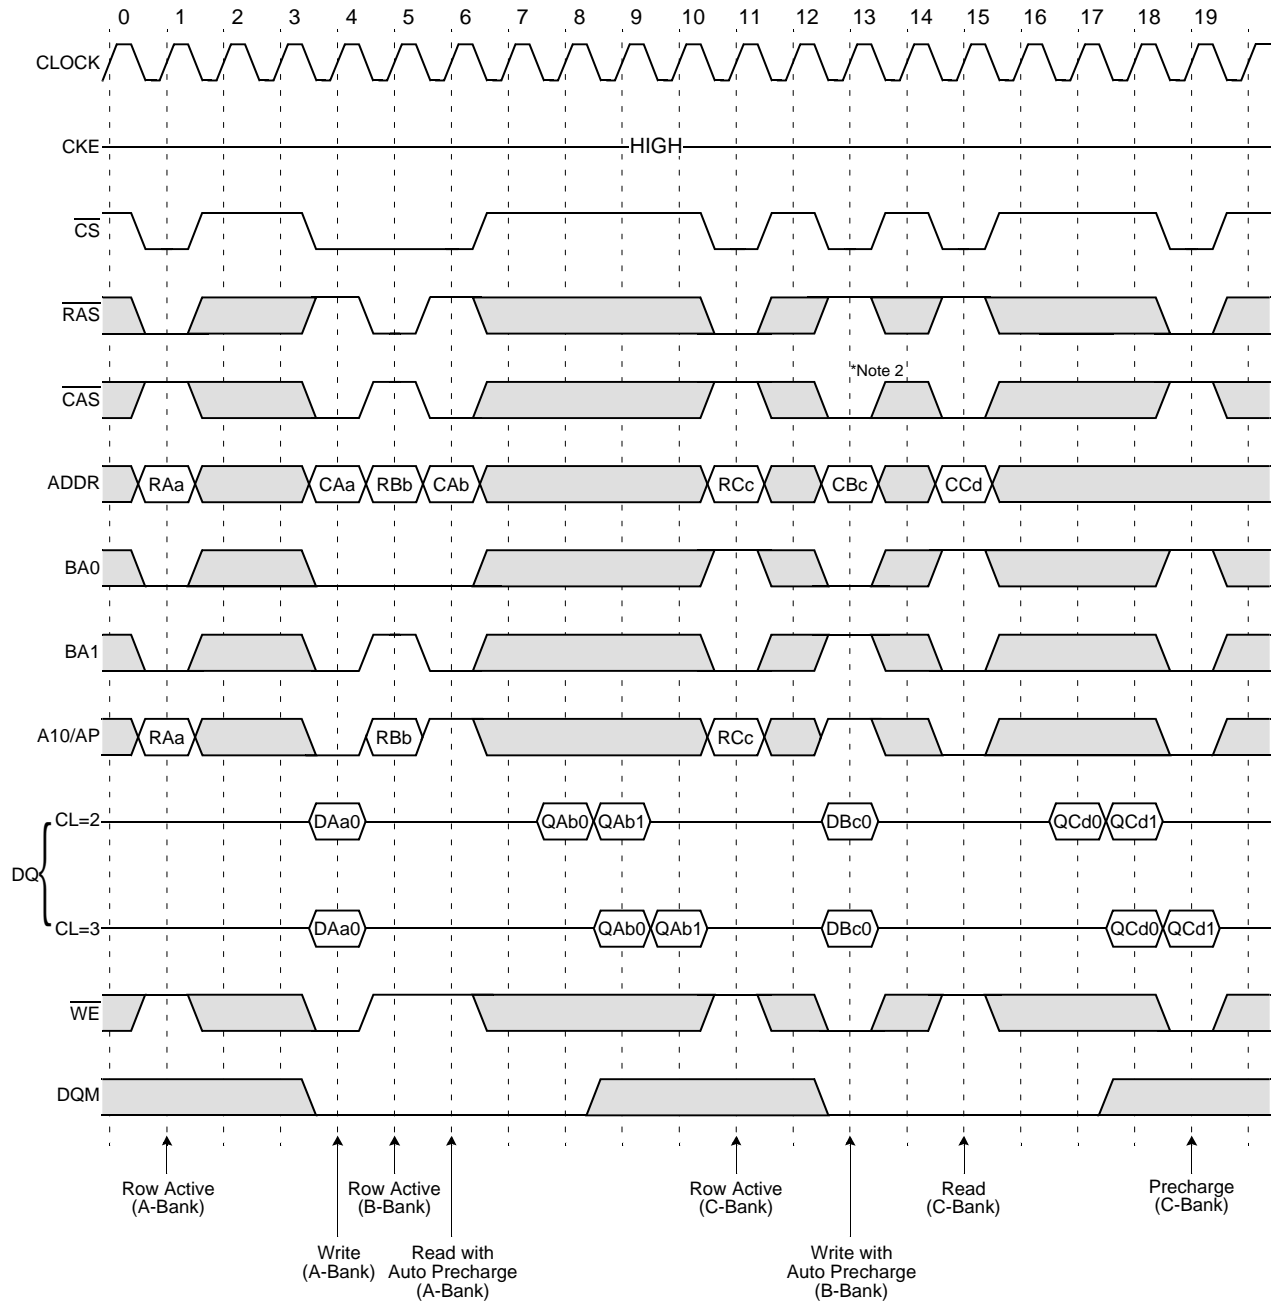 0 1 2 3 4 5 6 7 8 9 10 11 12 13 14 15 16 17 18 19
CLOCK
CKE HIGH
CS
RAS
*Note 2
CAS
ADDR RAa CAa RBb CAb RCc CBc CCd
BA0
BA1
A10/AP RAa RBb RCc
CL=2 DAa0 QAb0 QAb1 DBc0 QCd0 QCd1
DQ
CL=3 DAa0 QAb0 QAb1 DBc0 QCd0 QCd1
WE
DQM
Row Active Row Active Row Active Read Precharge
(A-Bank) (B-Bank) (C-Bank) (C-Bank) (C-Bank)
Write Read with Write with
(A-Bank) Auto Precharge Auto Precharge
(A-Bank) (B-Bank)